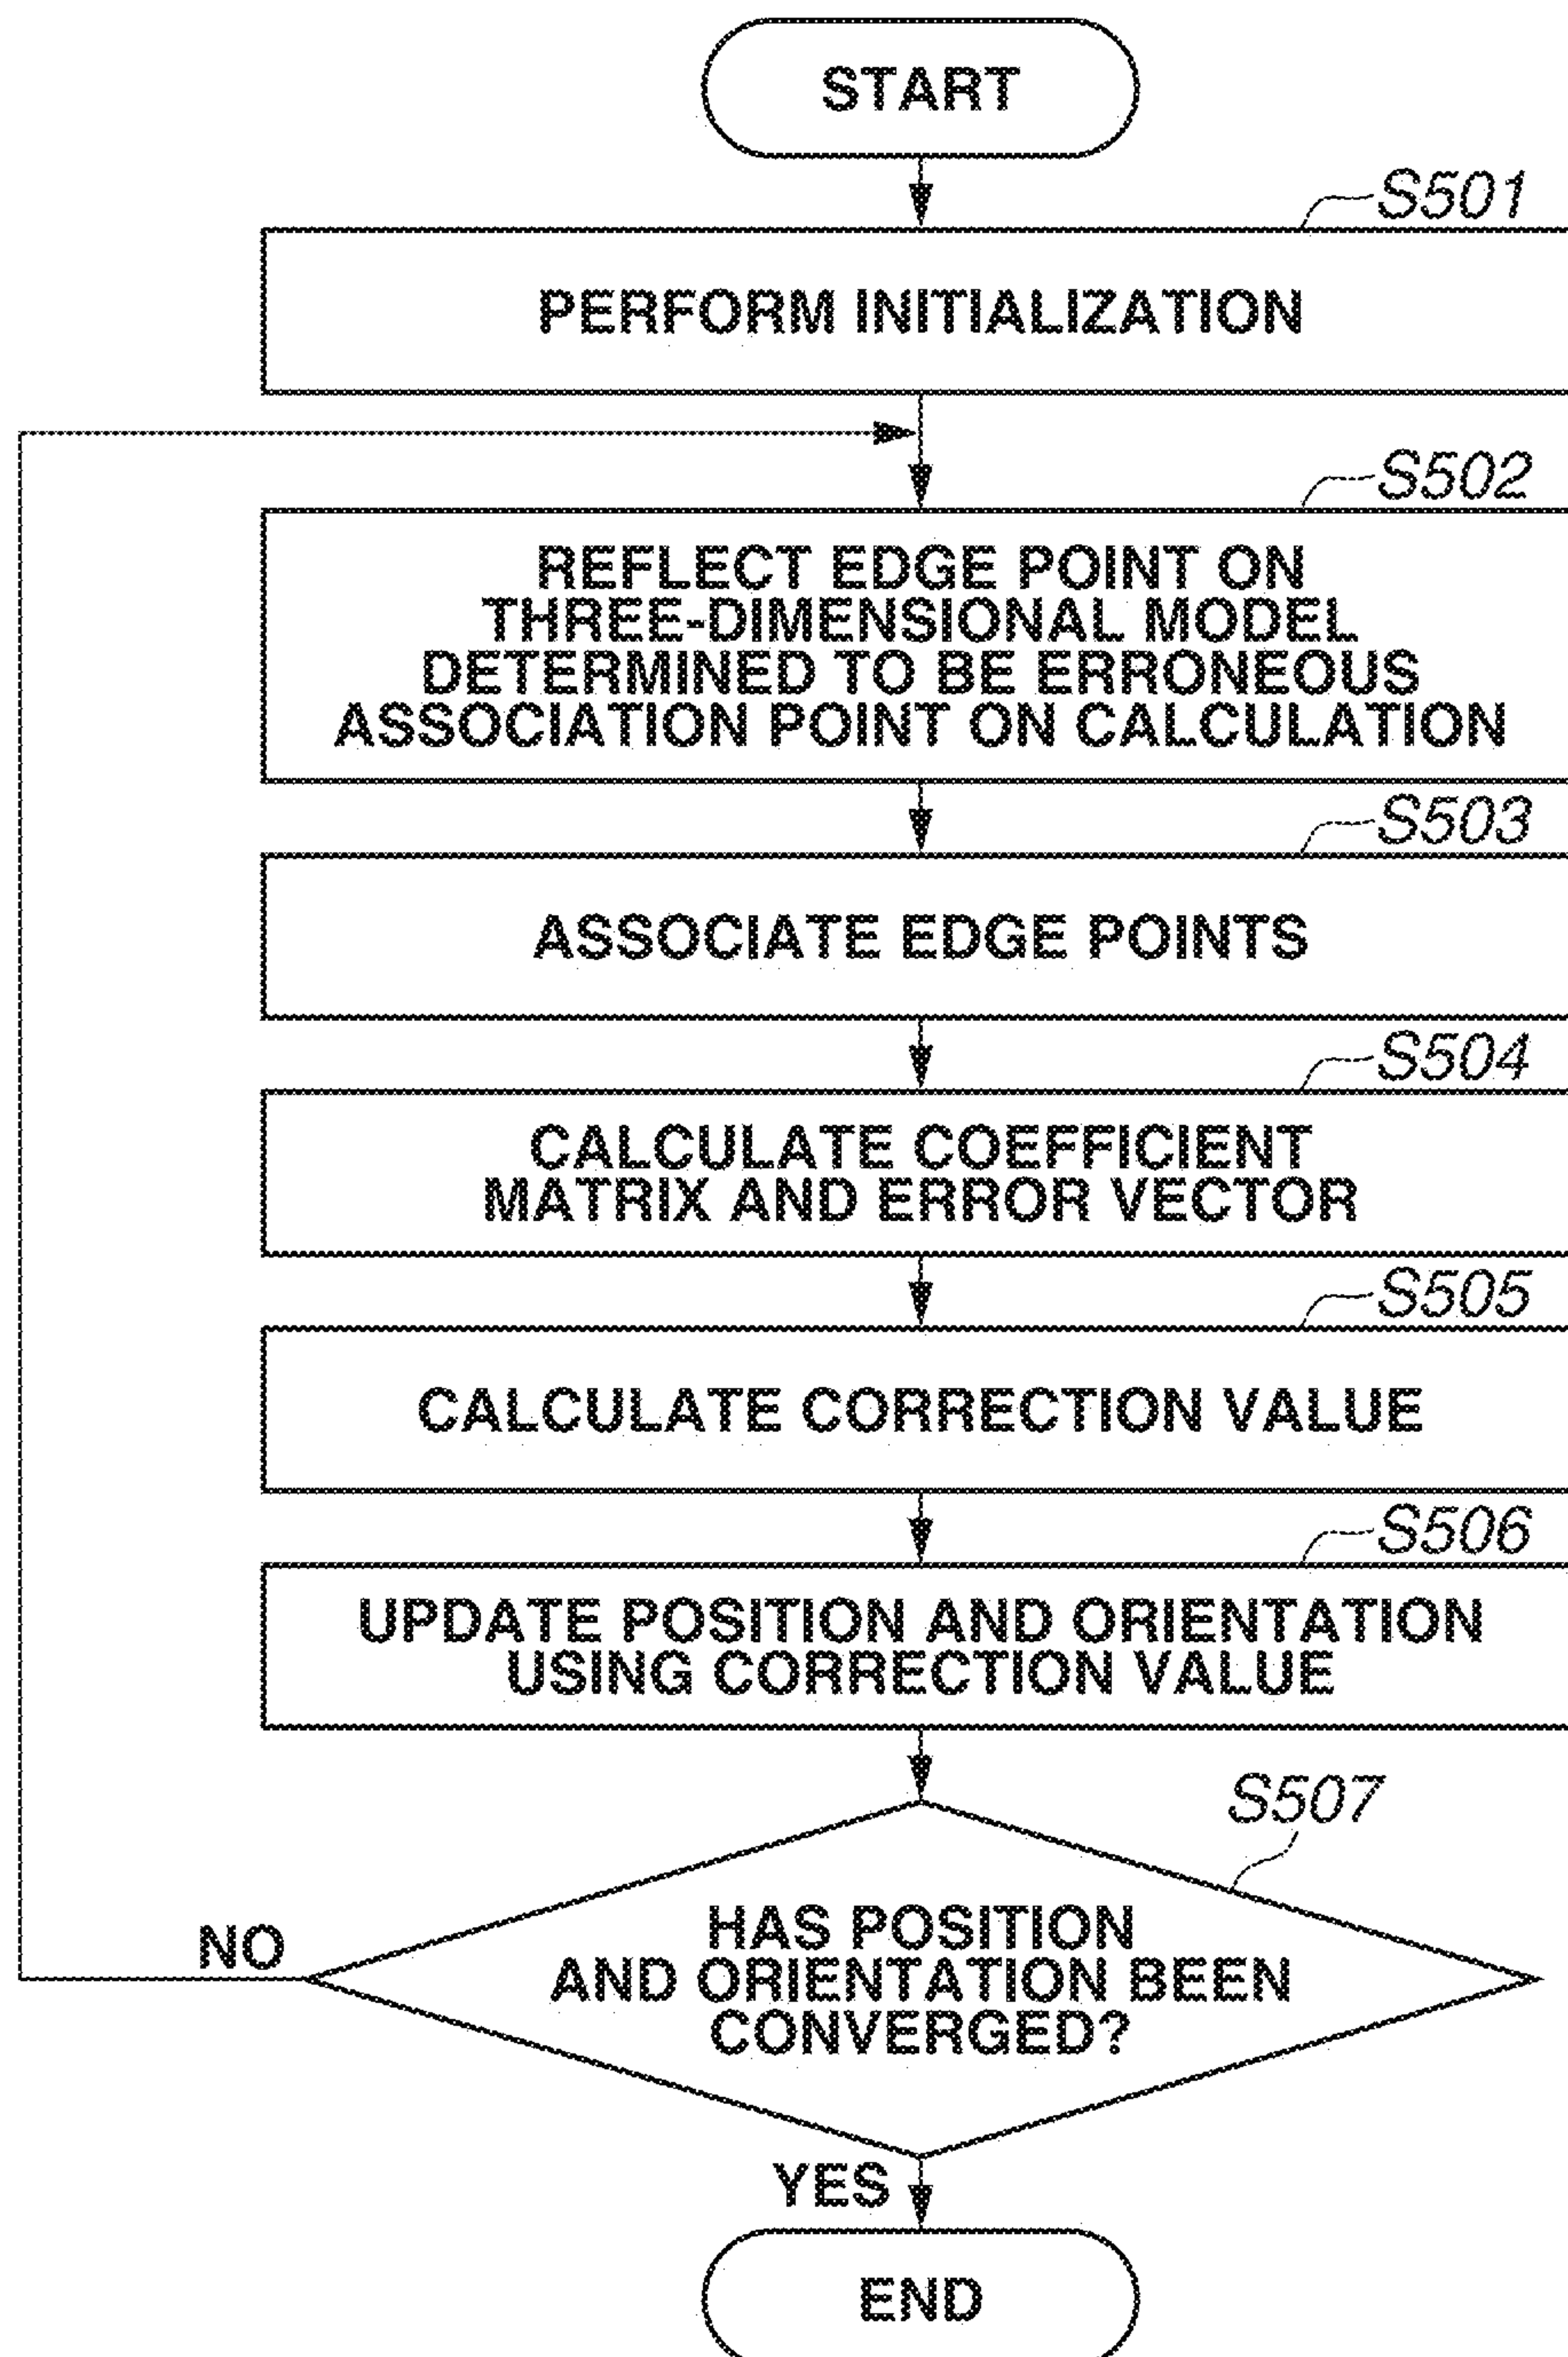 START
S501
PERFORM INITIALIZATION
S502
REFLECT EDGE POINT ON
THREE-DIMENSIONAL MODEL
DETERMINED TO BE ERRONEOUS
ASSOCIATION POINT ON CALCULATION
S503
ASSOCIATE EDGE POINTS
S504
CALCULATE COEFFICIENT
MATRIX AND ERROR VECTOR
S505
CALCULATE CORRECTION VALUE
S506
UPDATE POSITION AND ORIENTATION
USING CORRECTION VALUE
S507
HAS POSITION
AND ORIENTATION BEEN
CONVERGED?
NO
YES
END